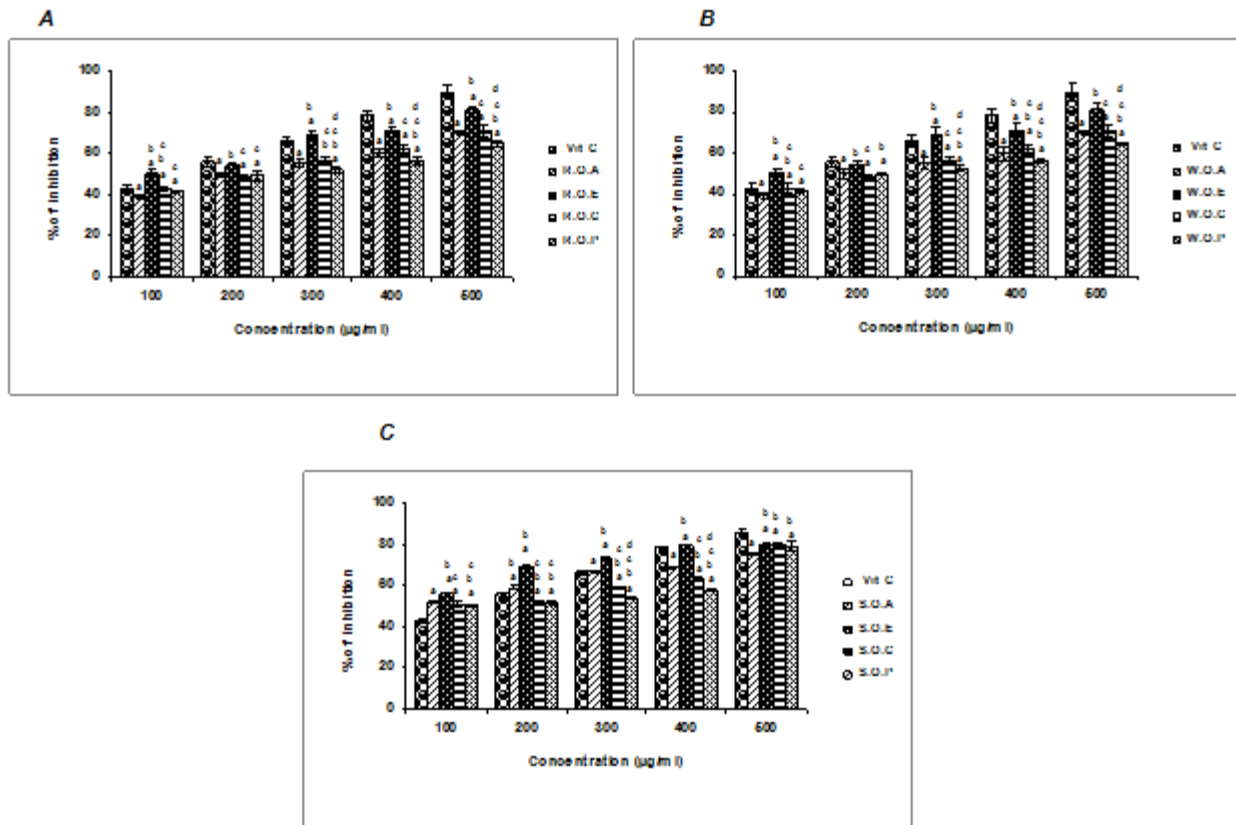 A
% of inhibition
100
80
60
40
20
0
100 200 300 400 500
Concentration (µg/ml)
Vit C
R.O.A
R.O.E
R.O.C
R.O.P
B
% of inhibition
100
80
60
40
20
0
100 200 300 400 500
Concentration (µg/ml)
Vit C
W.O.A
W.O.E
W.O.C
W.O.P
C
% of inhibition
100
80
60
40
20
0
100 200 300 400 500
Concentration (µg/ml)
Vit C
S.O.A
S.O.E
S.O.C
S.O.P